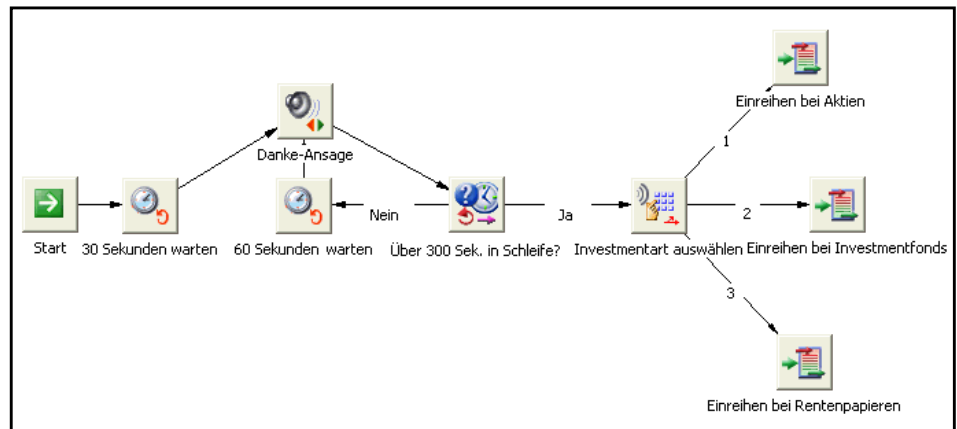 Einreihen bei Aktien
1
Danke-Ansage
Nein
Ja
2
Start
30 Sekunden warten
60 Sekunden warten
Über 300 Sek. in Schleife?
Investmentart auswählen
Einreihen bei Investmentfonds
3
Einreihen bei Rentenpapieren